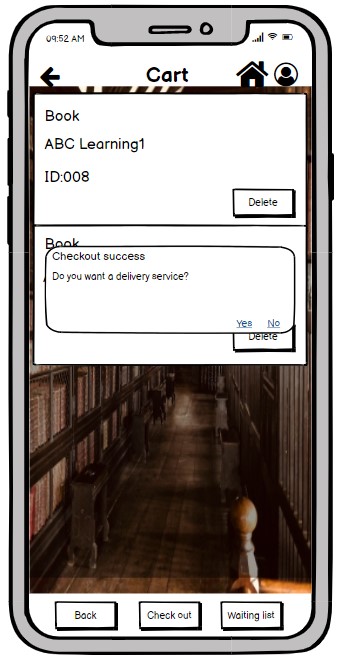 09:52 AM
Cart
Book
ABC Learning1
ID:008
Delete
Book
Checkout success
Do you want a delivery service?
Yes No
Delete
Back Check out Waiting list